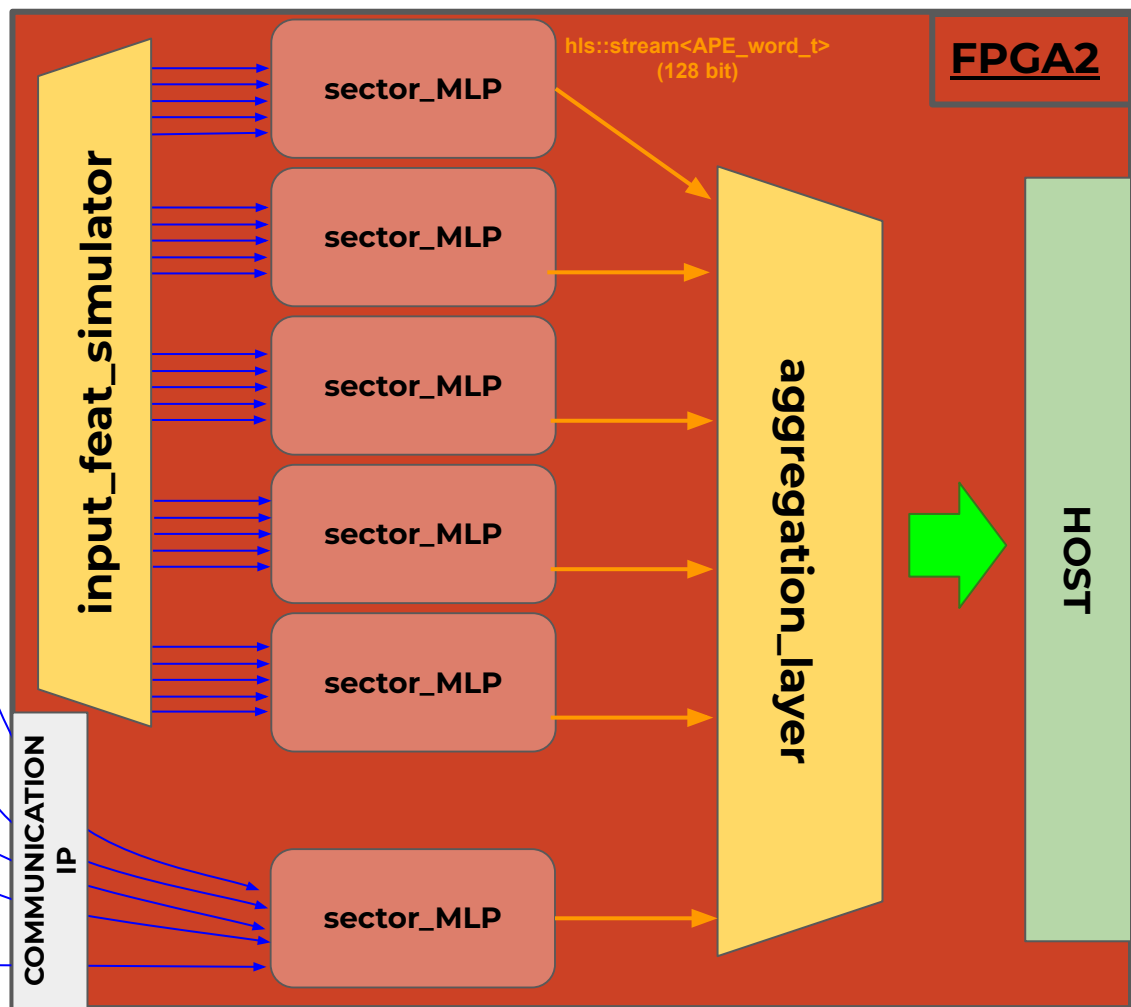 hls::stream<APE_word_t>
(128 bit)
FPGA2
input_feat_simulator
sector_MLP
sector_MLP
sector_MLP
sector_MLP
sector_MLP
sector_MLP
aggregation_layer
HOST
COMMUNICATION
IP